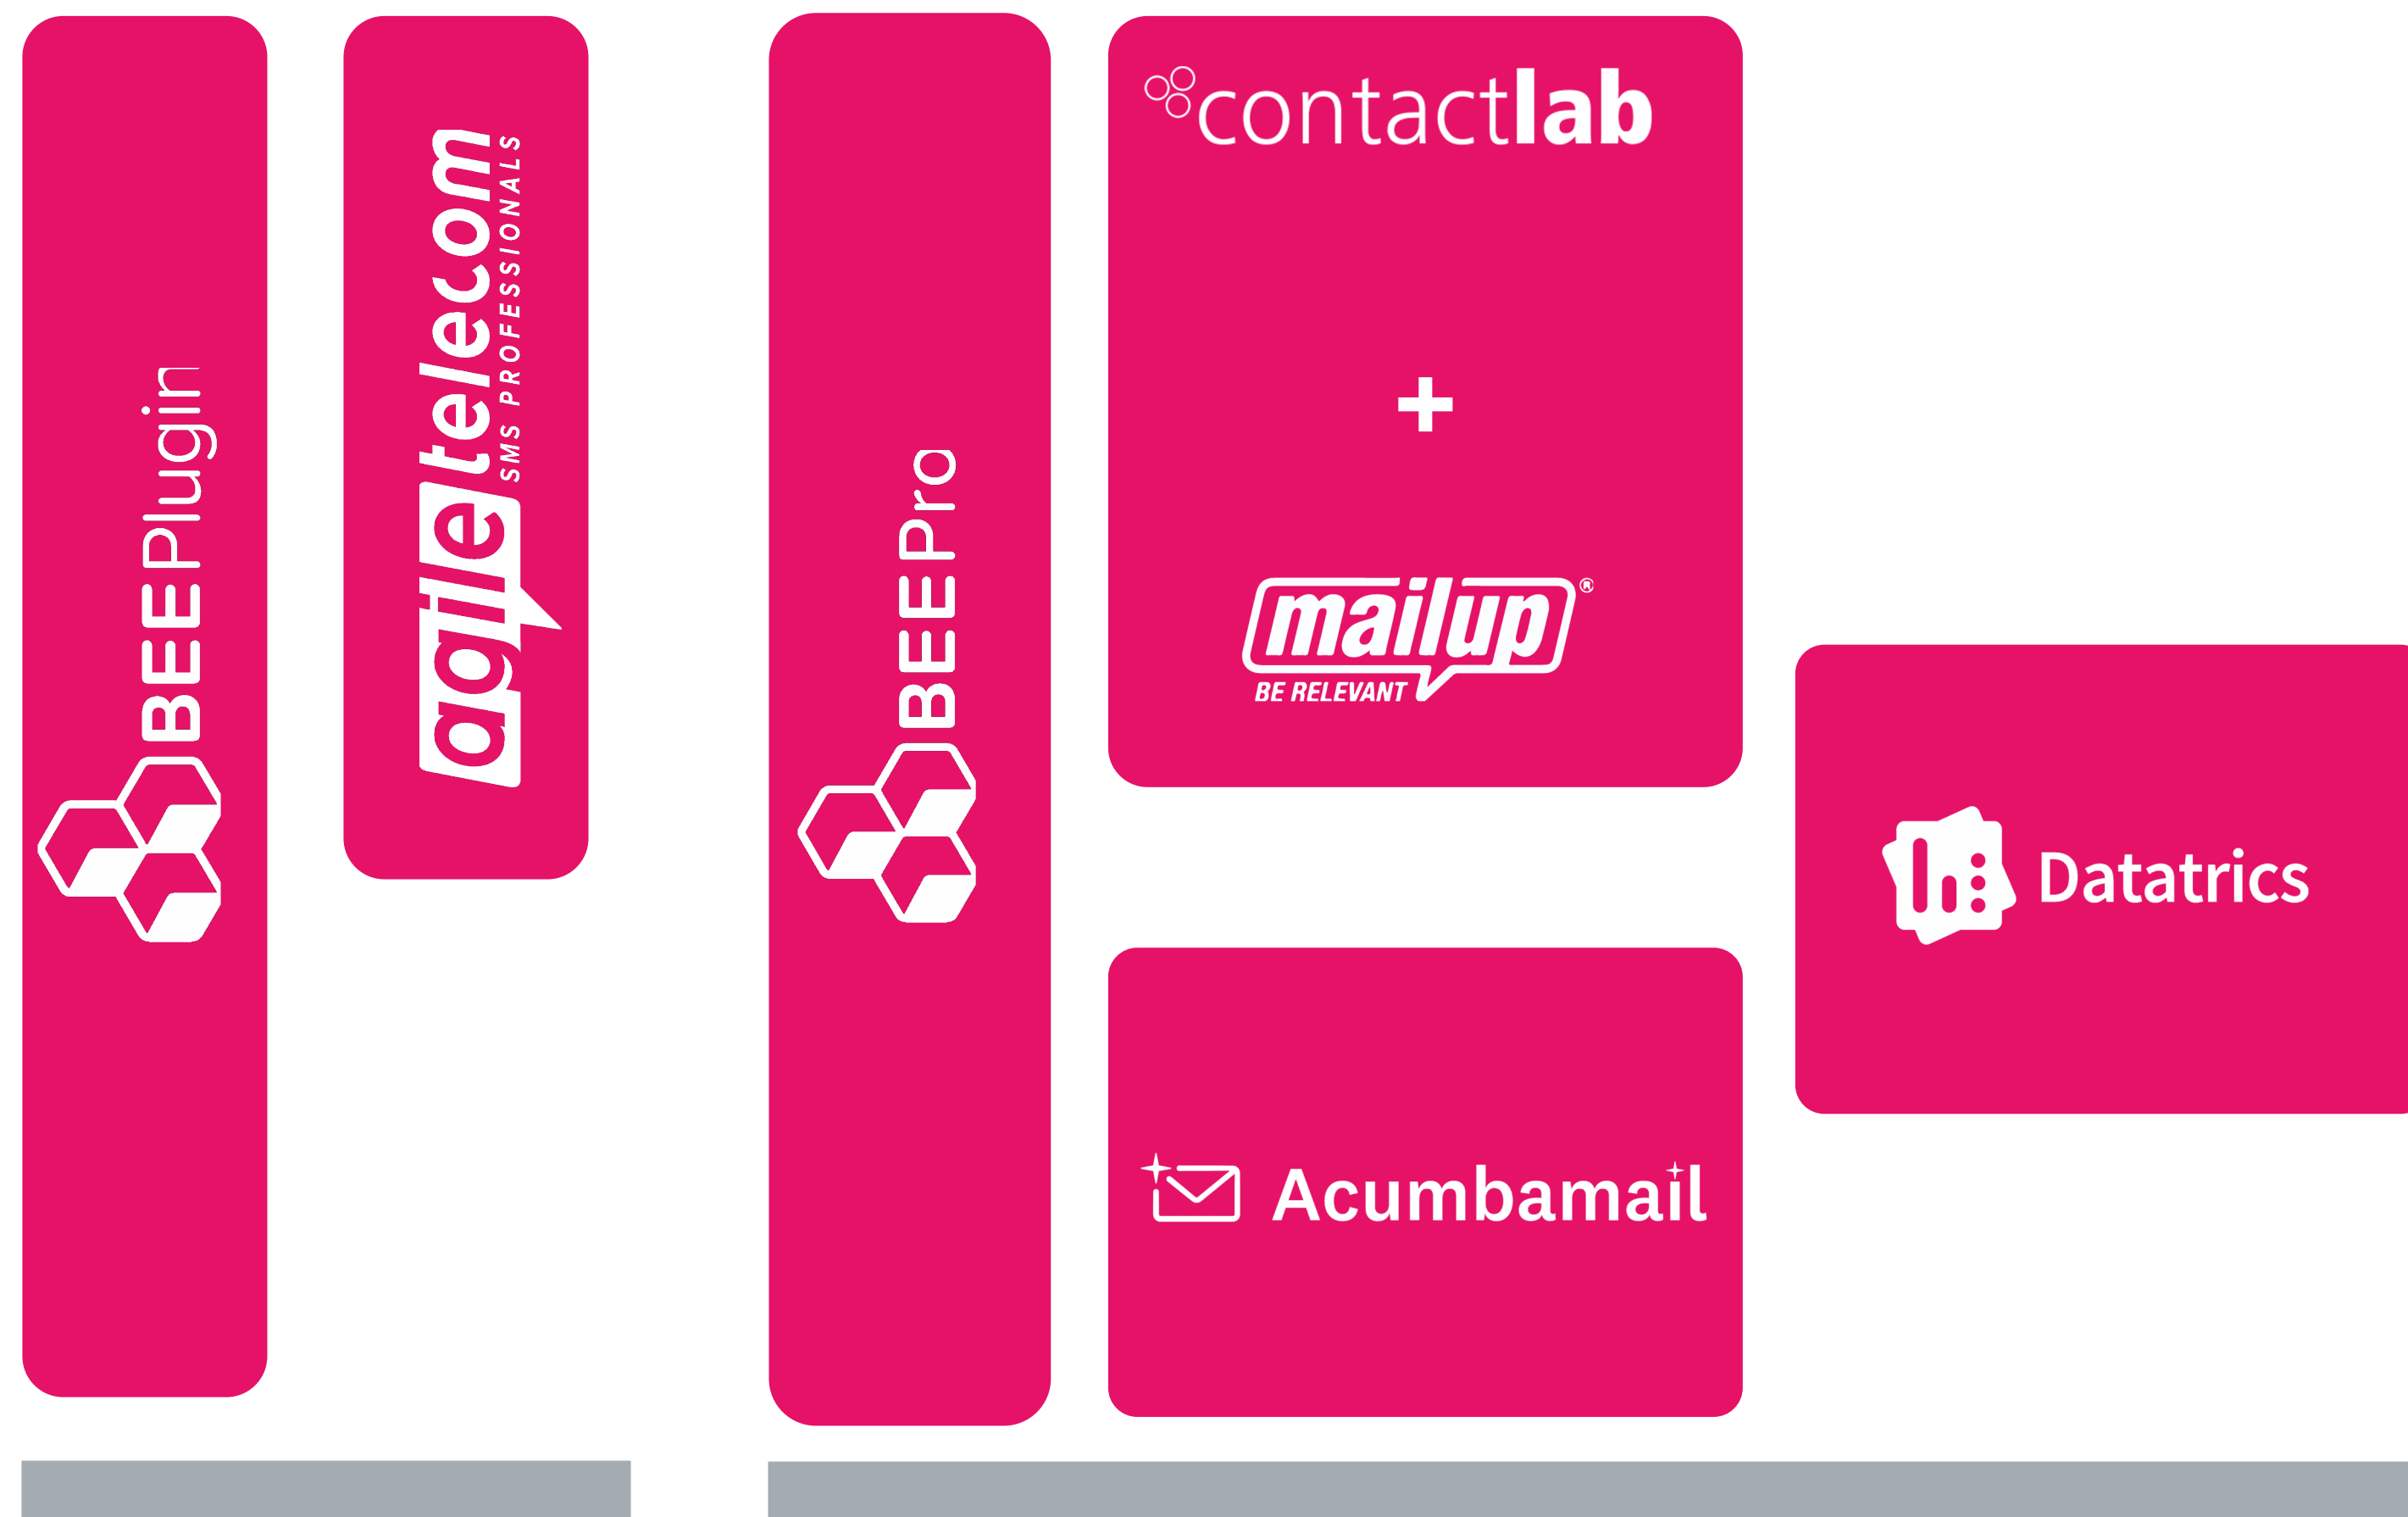 BEEPlugin
agiletelecom
SMS PROFESSIONALS
BEEPro
contactlab
+
mailup®
BE RELEVANT
Acumbamail
Datatrics